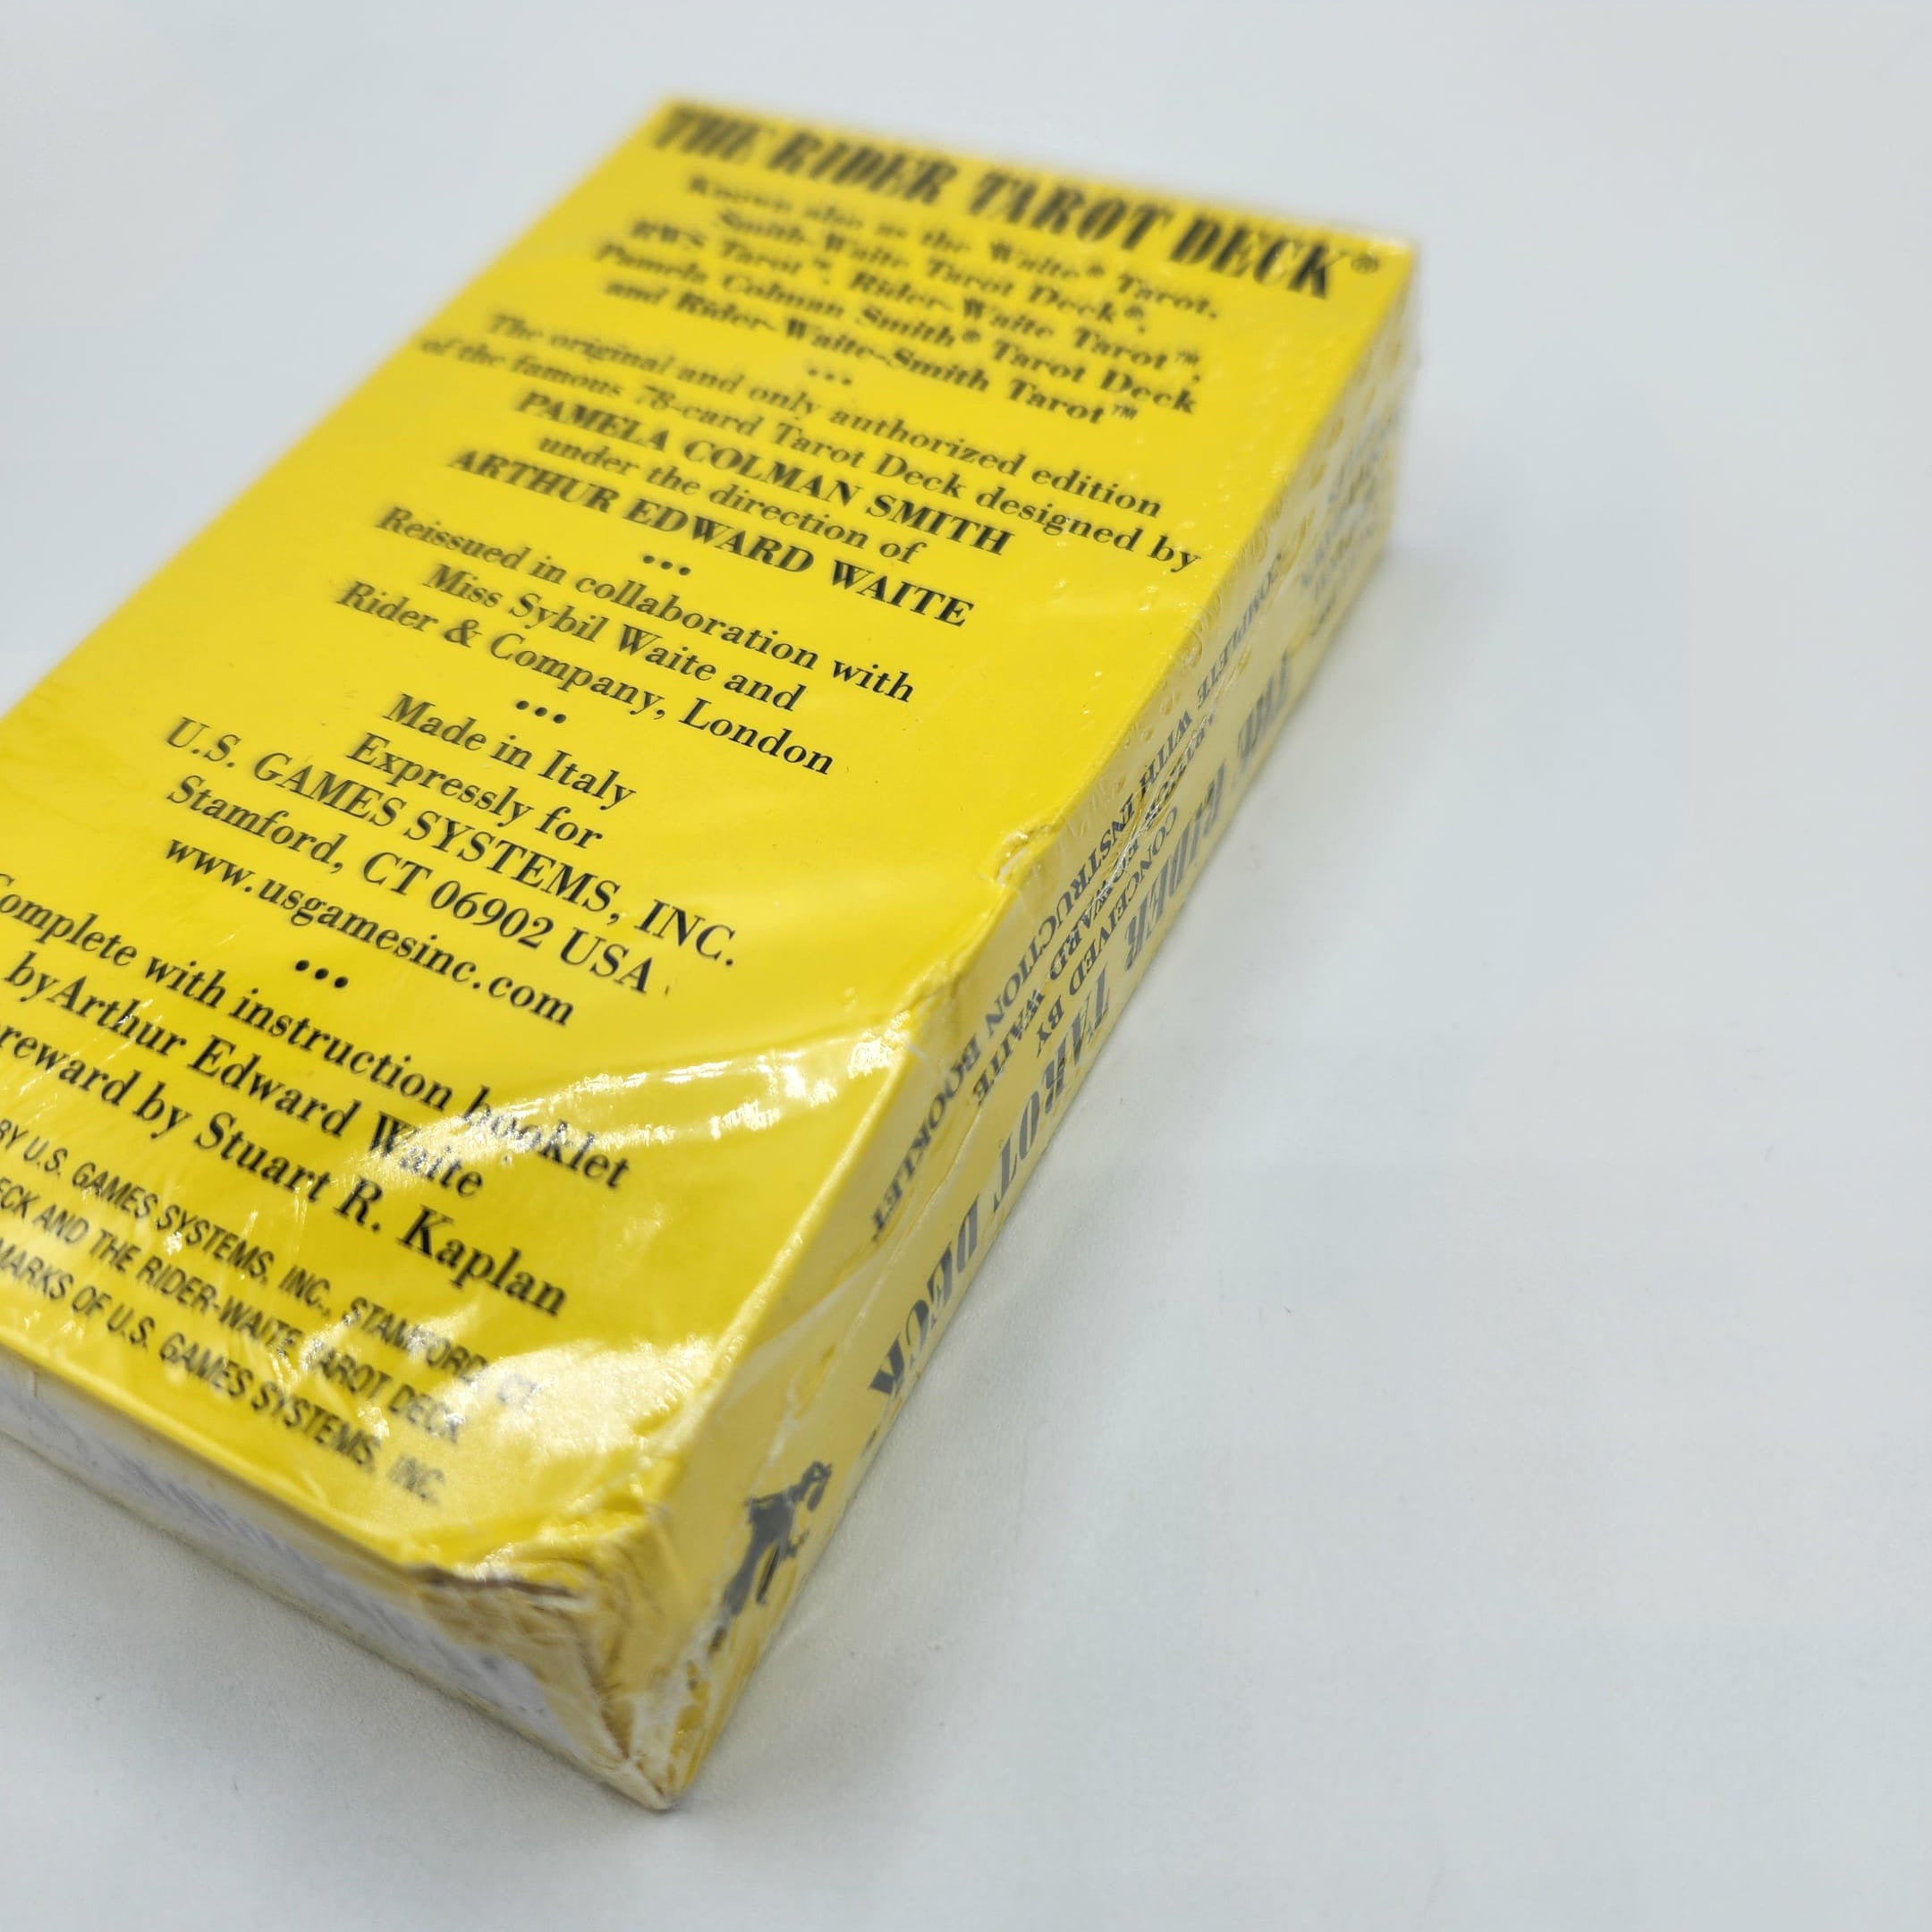 THE RIDER TAROT DECK®
Known also as the Waite® Tarot,
Smith-Waite Tarot Deck®,
RWS Tarot™, Rider-Waite Tarot™,
Pamela Colman Smith® Tarot Deck
and Rider-Waite-Smith Tarot™
•••
The original and only authorized edition
of the famous 78-card Tarot Deck designed by
PAMELA COLMAN SMITH
under the direction of
ARTHUR EDWARD WAITE
•••
Reissued in collaboration with
Miss Sybil Waite and
Rider & Company, London
•••
Made in Italy
Expressly for
U.S. GAMES SYSTEMS, INC.
Stamford, CT 06902 USA
www.usgamesinc.com
•••
Complete with instruction booklet
by Arthur Edward Waite
by Stuart R. Kaplan
BY U.S. GAMES SYSTEMS, INC., STAMFORD, CT
AND THE RIDER-WAITE TAROT DECK
OF U.S. GAMES SYSTEMS, INC.
THE RIDER TAROT DECK
CONCEIVED BY
EDWARD WAITE
COMPLETE WITH INSTRUCTION BOOKLET